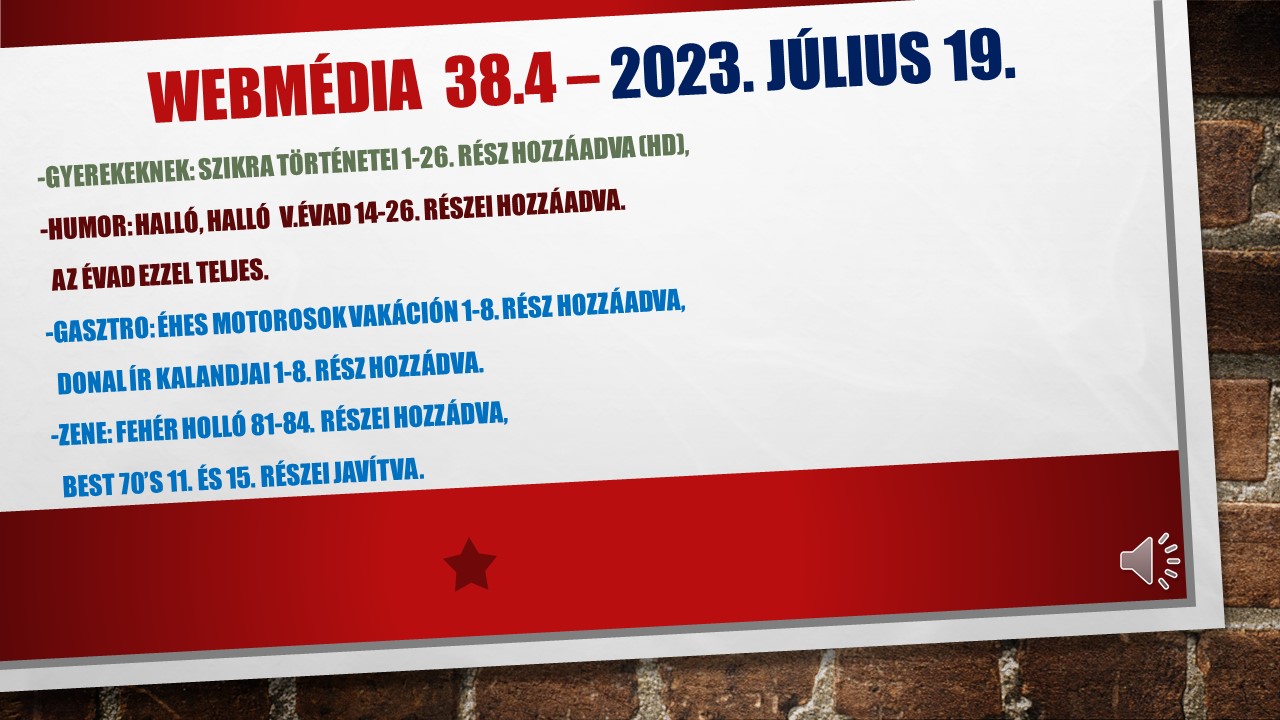 WEBMÉDIA 38.4 – 2023. JÚLIUS 19.
-GYEREKEKNEK: SZIKRA TÖRTÉNETEI 1-26. RÉSZ HOZZÁADVA (HD),
-HUMOR: HALLÓ, HALLÓ V.ÉVAD 14-26. RÉSZEI HOZZÁADVA.
AZ ÉVAD EZZEL TELJES.
-GASZTRO: ÉHES MOTOROSOK VAKÁCIÓN 1-8. RÉSZ HOZZÁADVA,
DONAL ÍR KALANDJAI 1-8. RÉSZ HOZZÁDVA.
-ZENE: FEHÉR HOLLÓ 81-84. RÉSZEI HOZZÁDVA,
BEST 70'S 11. ÉS 15. RÉSZEI JAVÍTVA.